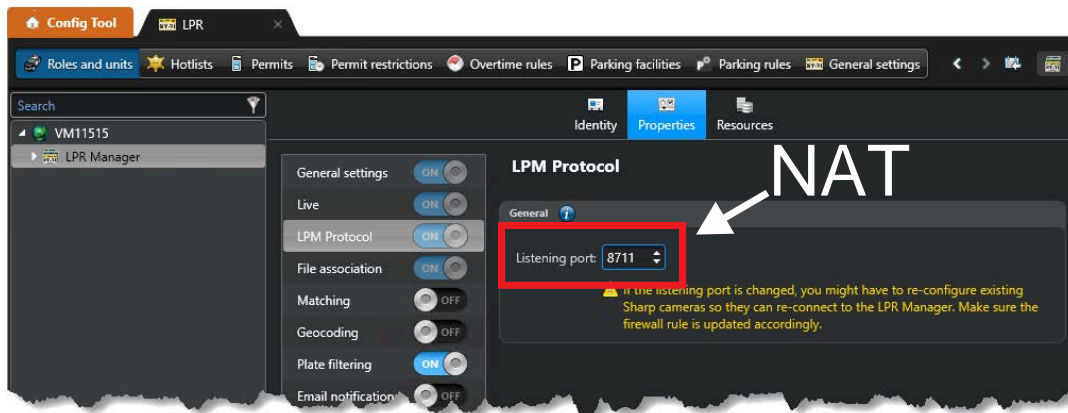 Config Tool
LPR
Roles and units Hotlists Permits Permit restrictions Overtime rules Parking facilities Parking rules General settings
Search
VM11515
LPR Manager
Identity Properties Resources
General settings ON
Live ON
LPM Protocol ON
File association ON
Matching OFF
Geocoding OFF
Plate filtering ON
Email notification OFF
LPM Protocol
NAT
General
Listening port: 8711
If the listening port is changed, you might have to re-configure existing
Sharp cameras so they can re-connect to the LPR Manager. Make sure the
firewall rule is updated accordingly.